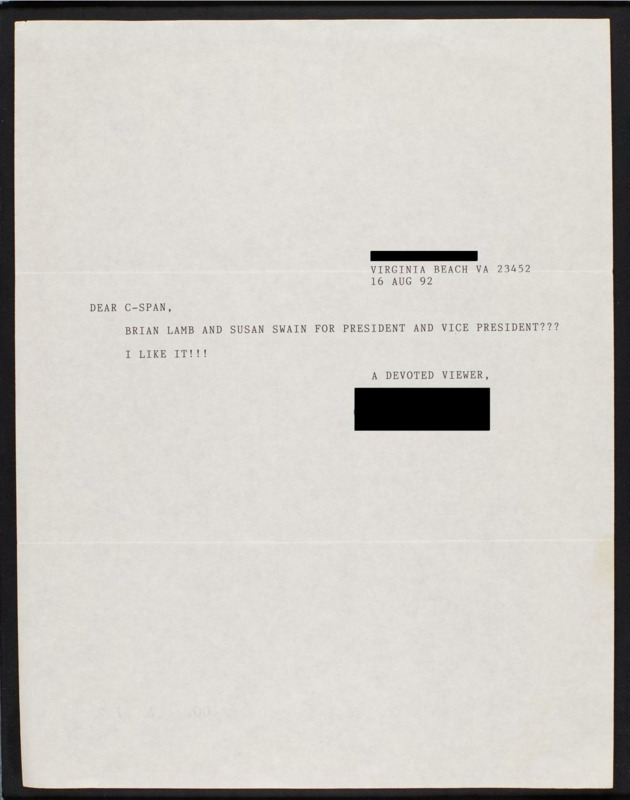 VIRGINIA BEACH VA 23452
16 AUG 92
DEAR C-SPAN,
BRIAN LAMB AND SUSAN SWAIN FOR PRESIDENT AND VICE PRESIDENT???
I LIKE IT!!!
A DEVOTED VIEWER,